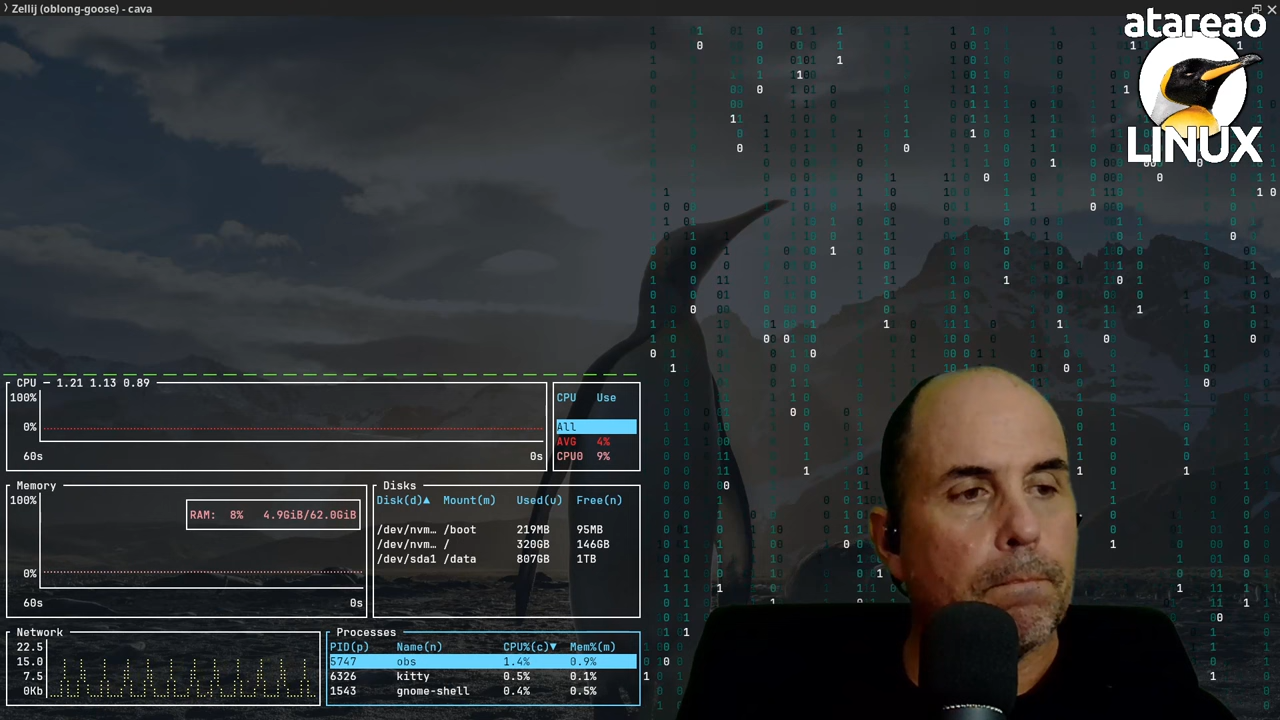 Zellij (oblong-goose) - cava
atareao
LINUX
CPU — 1.21 1.13 0.89
100%
0%
60s 0s
CPU Use
All
AVG 4%
CPU0 9%
Memory
100%
RAM: 8% 4.9GiB/62.0GiB
0%
60s 0s
Disks
Disk(d)▲ Mount(m) Used(u) Free(n)
/dev/nvm… /boot 219MB 95MB
/dev/nvm… / 320GB 146GB
/dev/sda1 /data 807GB 1TB
Network
22.5
15.0
7.5
0Kb
Processes
PID(p) Name(n) CPU%(c)▼ Mem%(m)
5747 obs 1.4% 0.9%
6326 kitty 0.5% 0.1%
1543 gnome-shell 0.4% 0.5%